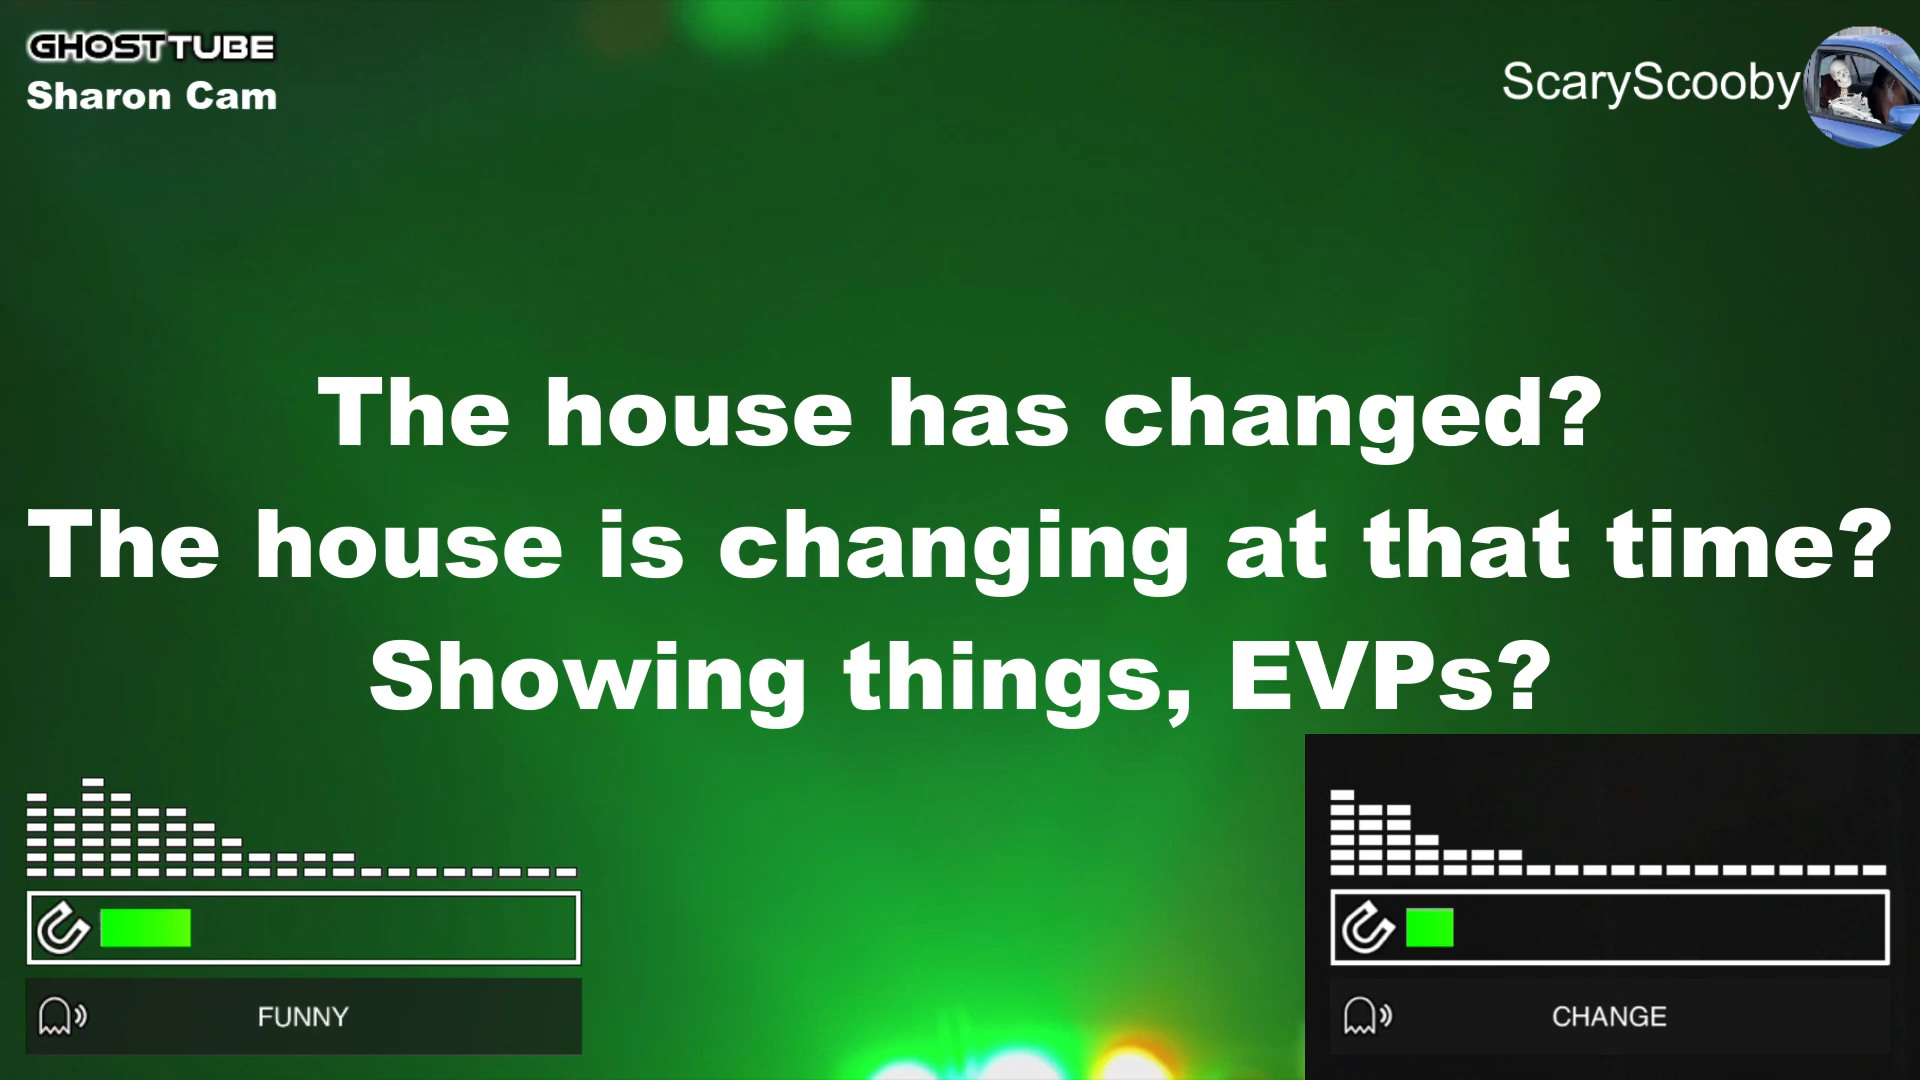 GHOSTTUBE
Sharon Cam
ScaryScooby
The house has changed?
The house is changing at that time?
Showing things, EVPs?
FUNNY
CHANGE